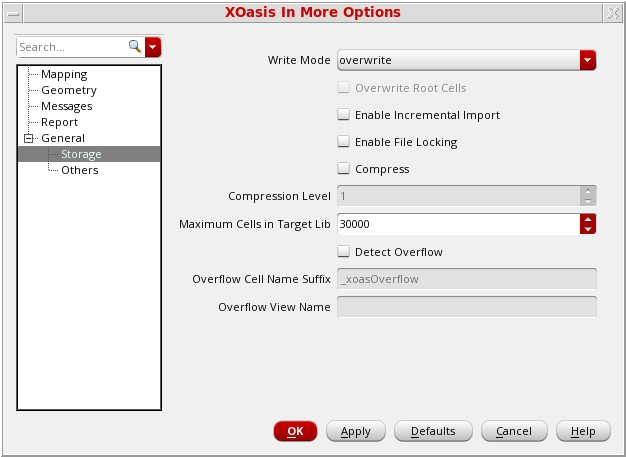 XOasis In More Options
Search...
Mapping
Geometry
Messages
Report
General
Storage
Others
Write Mode overwrite
Overwrite Root Cells
Enable Incremental Import
Enable File Locking
Compress
Compression Level 1
Maximum Cells in Target Lib 30000
Detect Overflow
Overflow Cell Name Suffix _xoasOverflow
Overflow View Name
OK Apply Defaults Cancel Help